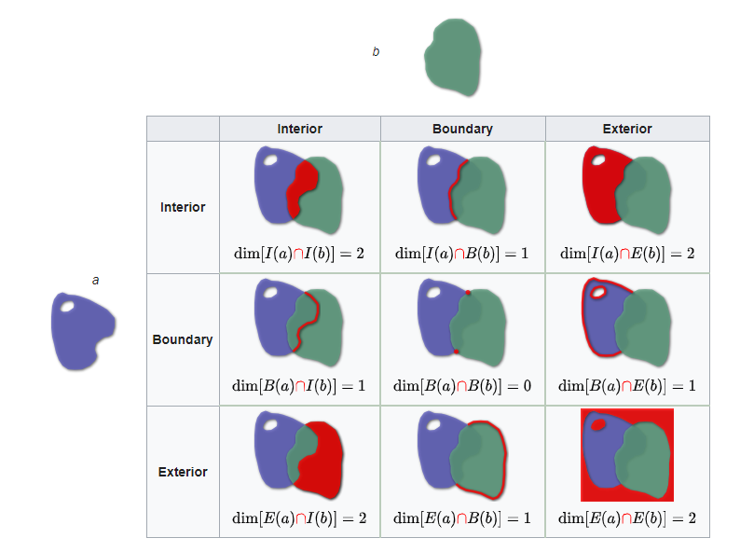 b
Interior Boundary Exterior
Interior
dim[I(a)∩I(b)] = 2 dim[I(a)∩B(b)] = 1 dim[I(a)∩E(b)] = 2
a
Boundary
dim[B(a)∩I(b)] = 1 dim[B(a)∩B(b)] = 0 dim[B(a)∩E(b)] = 1
Exterior
dim[E(a)∩I(b)] = 2 dim[E(a)∩B(b)] = 1 dim[E(a)∩E(b)] = 2